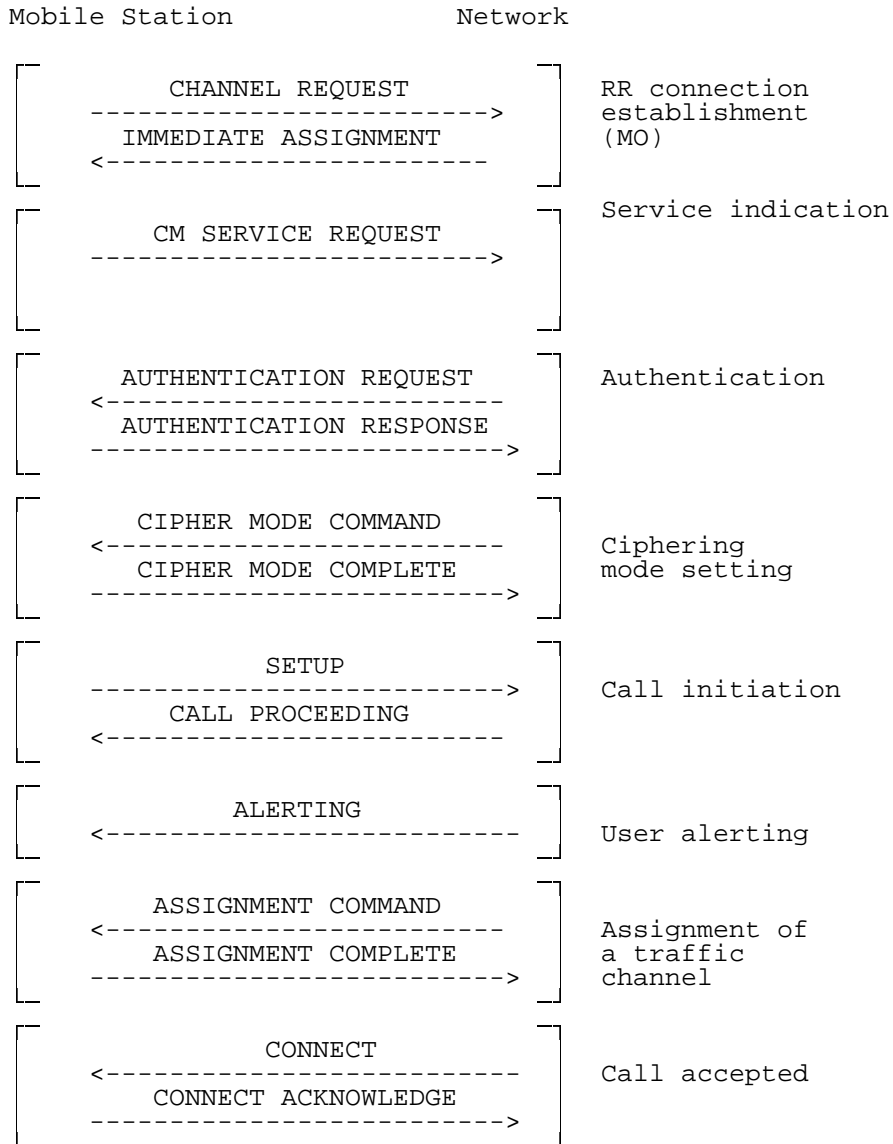 Mobile Station Network
CHANNEL REQUEST RR connection
--------------------------> establishment
IMMEDIATE ASSIGNMENT (MO)
<-------------------------
Service indication
CM SERVICE REQUEST
-------------------------->
AUTHENTICATION REQUEST Authentication
<--------------------------
AUTHENTICATION RESPONSE
--------------------------->
CIPHER MODE COMMAND
<-------------------------- Ciphering
CIPHER MODE COMPLETE mode setting
--------------------------->
SETUP
---------------------------> Call initiation
CALL PROCEEDING
<--------------------------
ALERTING
<--------------------------- User alerting
ASSIGNMENT COMMAND
<-------------------------- Assignment of
ASSIGNMENT COMPLETE a traffic
---------------------------> channel
CONNECT
<--------------------------- Call accepted
CONNECT ACKNOWLEDGE
--------------------------->